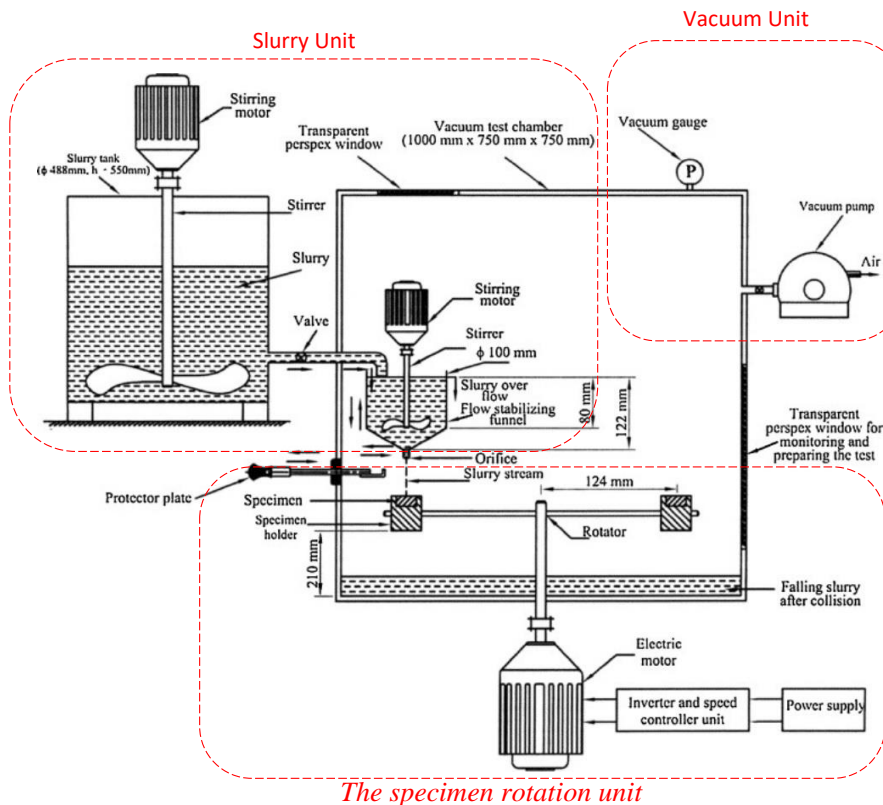 Slurry Unit
Vacuum Unit
Stirring
motor
Slurry tank
(ϕ 488mm, h - 550mm)
Stirrer
Slurry
Valve
Transparent
perspex window
Vacuum test chamber
(1000 mm x 750 mm x 750 mm)
Vacuum gauge
P
Vacuum pump
Air
Stirring
motor
Stirrer
ϕ 100 mm
Slurry over
flow
Flow stabilizing
funnel
80 mm
122 mm
Orifice
Slurry stream
Transparent
perspex window for
monitoring and
preparing the test
Protector plate
Specimen
Specimen
holder
124 mm
Rotator
210 mm
Falling slurry
after collision
Electric
motor
Inverter and speed
controller unit
Power supply
The specimen rotation unit